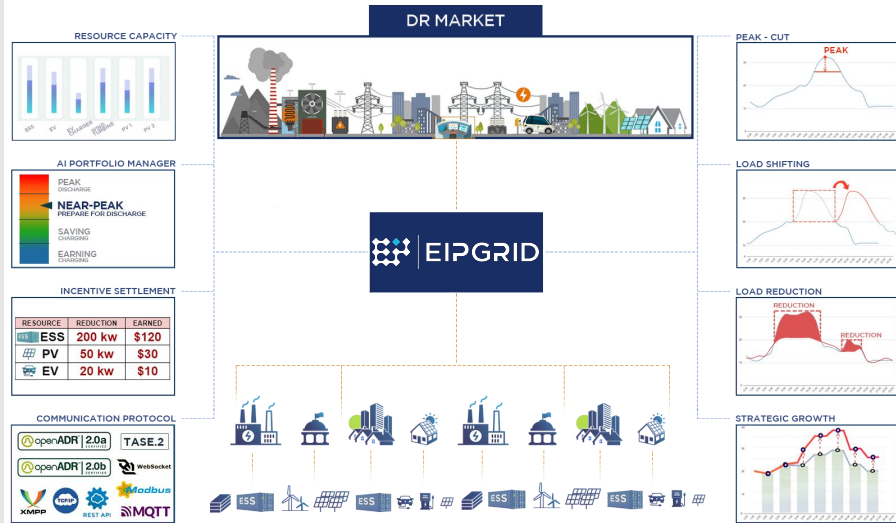 DR MARKET
RESOURCE CAPACITY
ESS
EV
EV CHARGER
PV 1
PV 2
AI PORTFOLIO MANAGER
PEAK
DISCHARGE
NEAR-PEAK
PREPARE FOR DISCHARGE
SAVING
CHARGING
EARNING
CHARGING
INCENTIVE SETTLEMENT
RESOURCE REDUCTION EARNED
ESS 200 kw $120
PV 50 kw $30
EV 20 kw $10
COMMUNICATION PROTOCOL
openADR 2.0a
TASE.2
openADR 2.0b
WebSocket
XMPP
TCP/IP
REST API
Modbus
MQTT
EIPGRID
ESS
ESS
ESS
ESS
PEAK - CUT
PEAK
LOAD SHIFTING
LOAD REDUCTION
REDUCTION
REDUCTION
STRATEGIC GROWTH